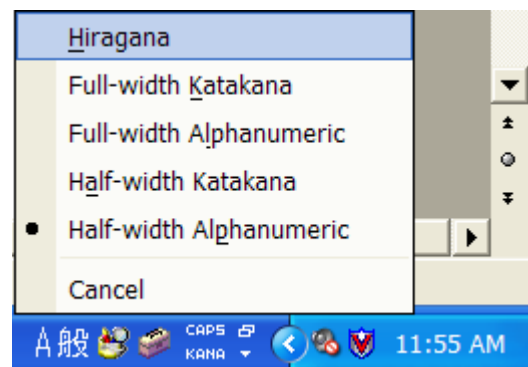 Hiragana
Full-width Katakana
Full-width Alphanumeric
Half-width Katakana
Half-width Alphanumeric
Cancel
A 般 CAPS KANA 11:55 AM